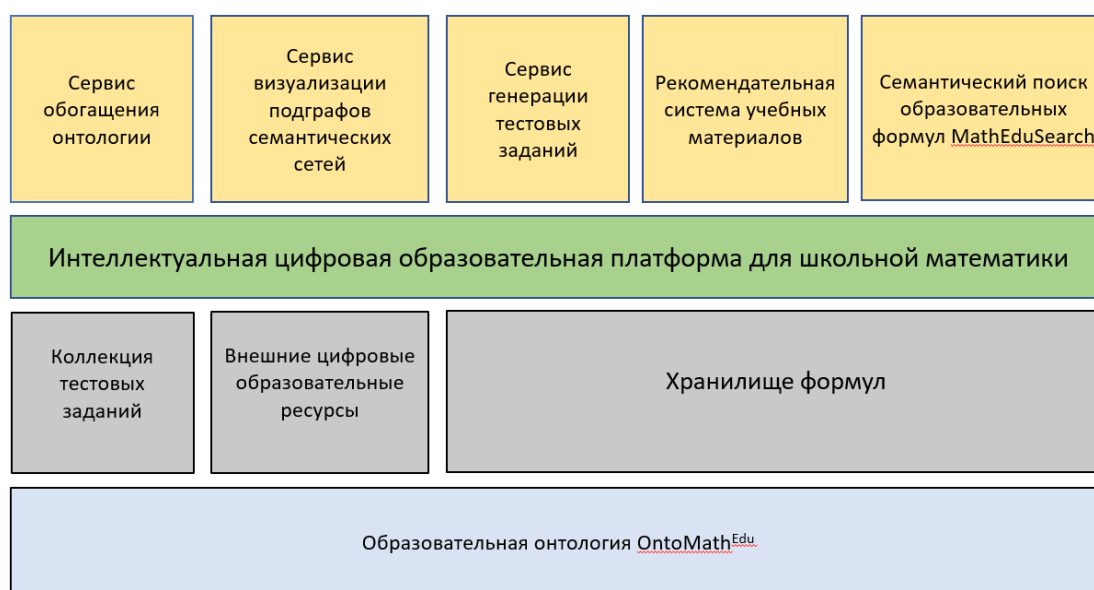 Сервис
обогащения
онтологии
Сервис
визуализации
подграфов
семантических
сетей
Сервис
генерации
тестовых
заданий
Рекомендательная
система учебных
материалов
Семантический поиск
образовательных
формул MathEduSearch
Интеллектуальная цифровая образовательная платформа для школьной математики
Коллекция
тестовых
заданий
Внешние цифровые
образовательные
ресурсы
Хранилище формул
Образовательная онтология OntoMathEdu